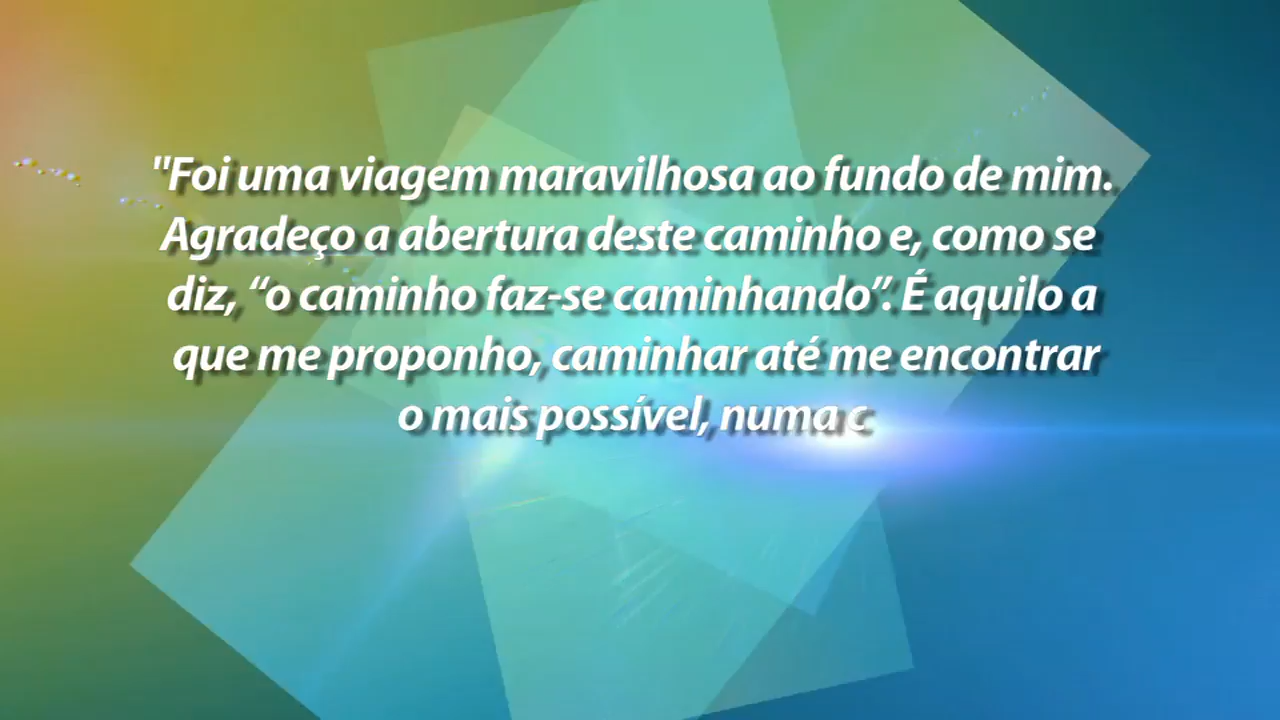 "Foi uma viagem maravilhosa ao fundo de mim.
Agradeço a abertura deste caminho e, como se
diz, “o caminho faz-se caminhando”. É aquilo a
que me proponho, caminhar até me encontrar
o mais possível, numa c